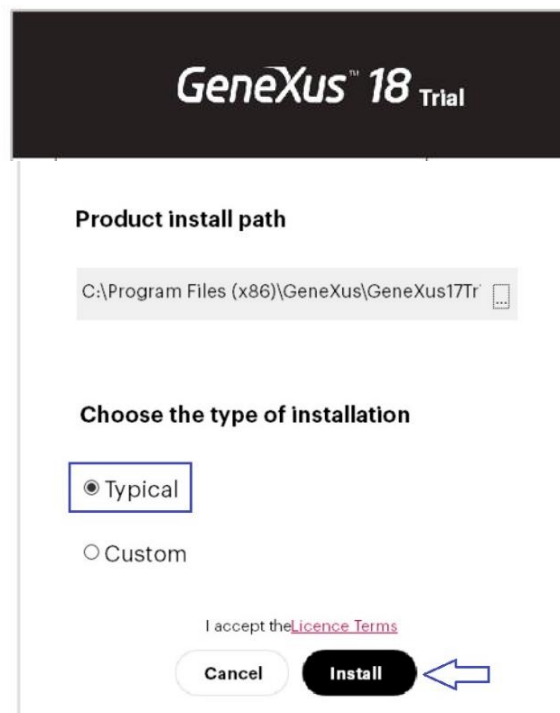 GeneXus™ 18 Trial
Product install path
C:\Program Files (x86)\GeneXus\GeneXus17Tr
...
Choose the type of installation
Typical
Custom
I accept theLicence Terms
Cancel
Install